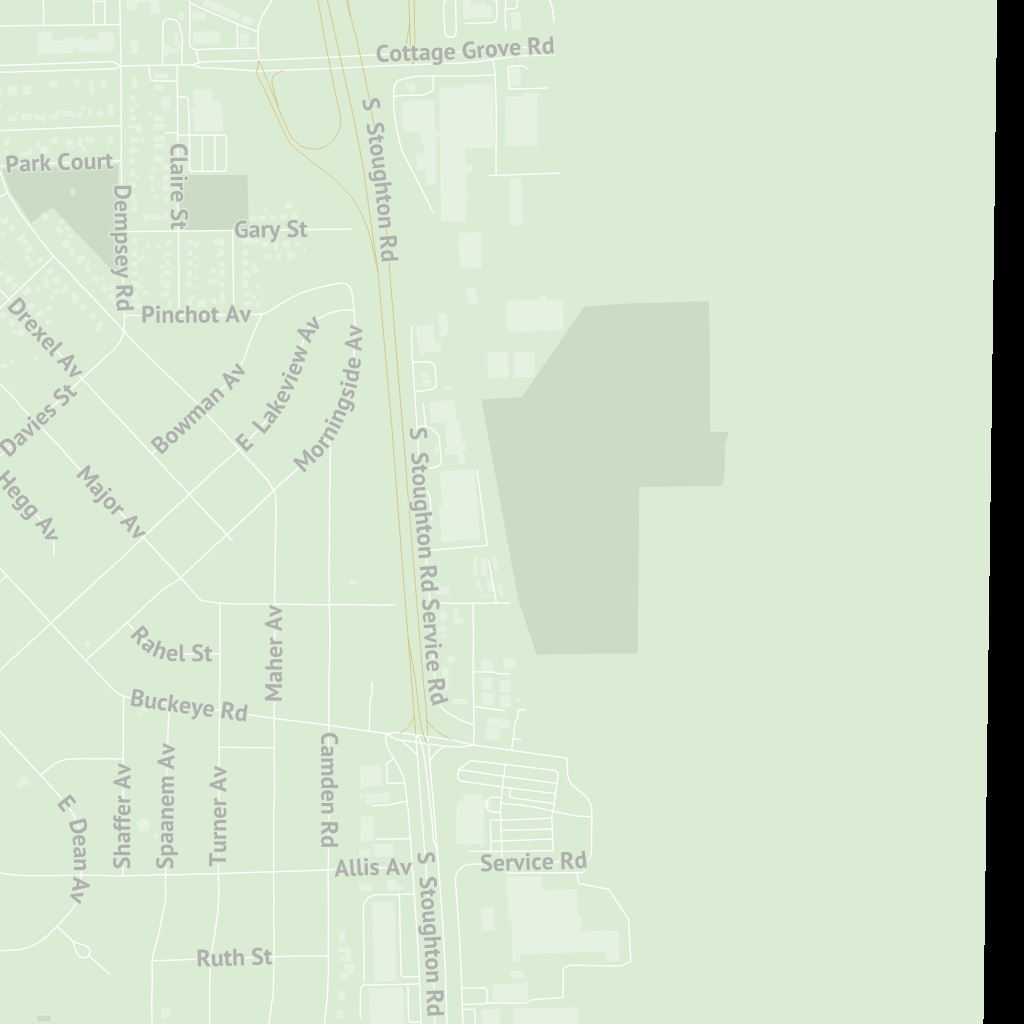 Cottage Grove Rd
S Stoughton Rd
Park Court
Claire St
Dempsey Rd
Gary St
Pinchot Av
Drexel Av
E Lakeview Av
Morningside Av
Bowman Av
Davies St
Hegg Av
Major Av
S Stoughton Rd Service Rd
Rahel St
Maher Av
Buckeye Rd
Camden Rd
E Dean Av
Shaffer Av
Spaanem Av
Turner Av
Allis Av
Service Rd
S Stoughton Rd
Ruth St